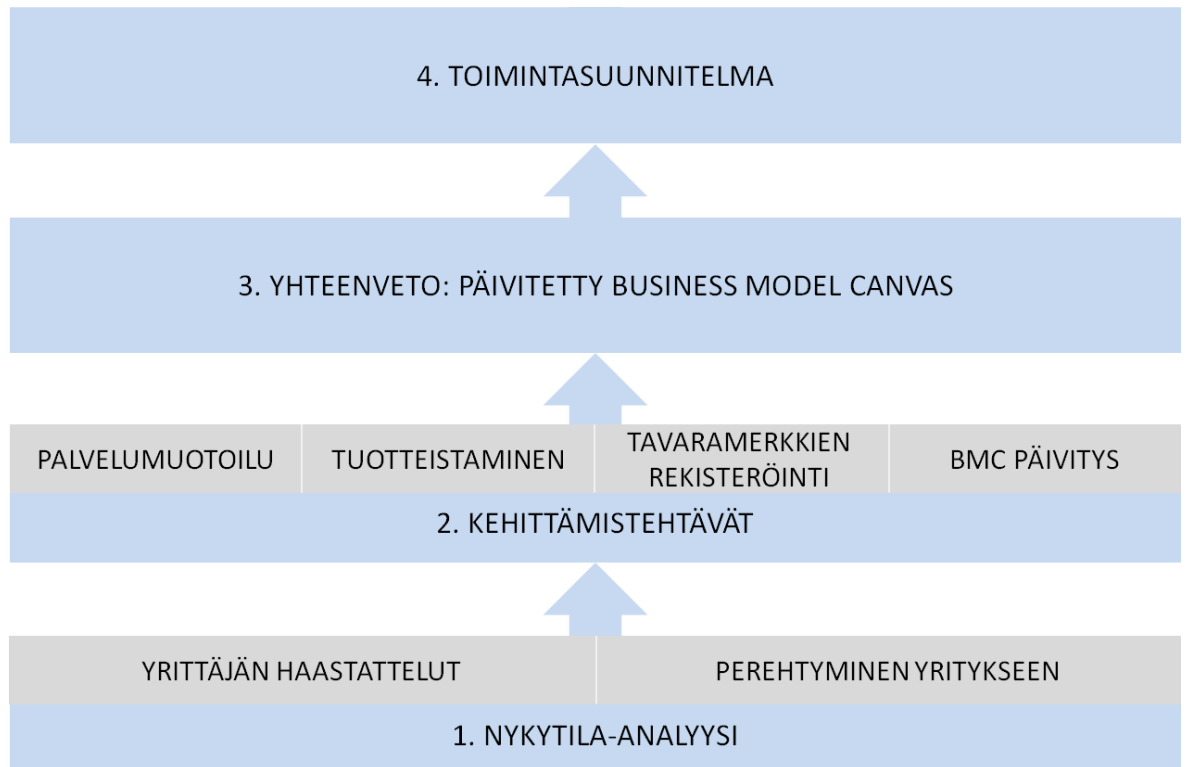 4. TOIMINTASUUNNITELMA
3. YHTEENVETO: PÄIVITETTY BUSINESS MODEL CANVAS
PALVELUMUOTOILU
TUOTTEISTAMINEN
TAVARAMERKKIEN
REKISTERÖINTI
BMC PÄIVITYS
2. KEHITTÄMISTEHTÄVÄT
YRITTÄJÄN HAASTATTELUT
PEREHTYMINEN YRITYKSEEN
1. NYKYTILA-ANALYYSI